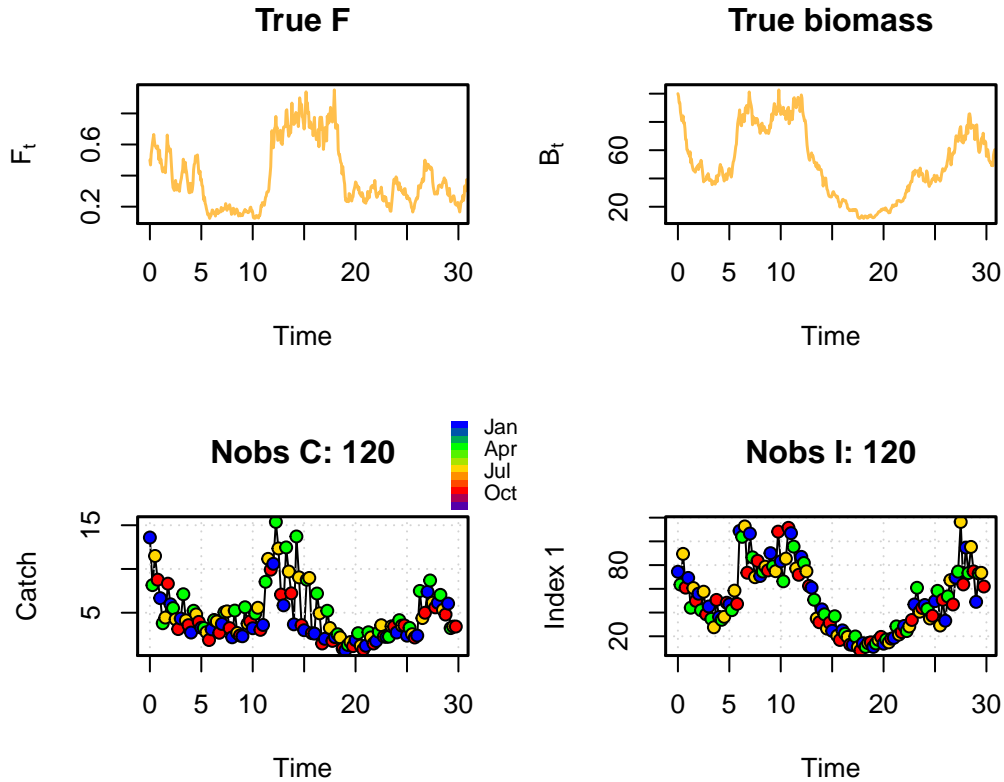 True F
True biomass
Ft
0.2 0.6
0 5 10 20 30
Time
Bt
20 60
0 5 10 20 30
Time
Nobs C: 120
Jan
Apr
Jul
Oct
Nobs I: 120
Catch
5 15
0 5 10 20 30
Time
Index 1
20 80
0 5 10 20 30
Time